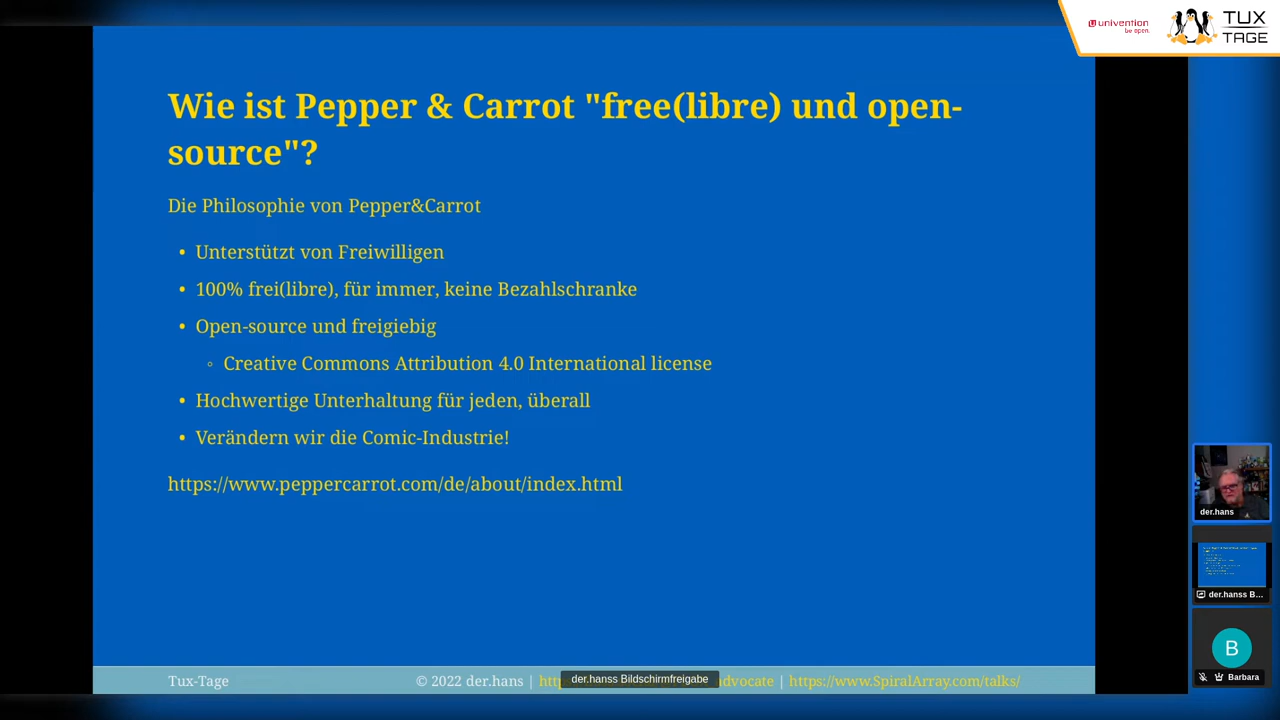 univention
be open.
TUX
TAGE
Wie ist Pepper & Carrot "free(libre) und open-
source"?
Die Philosophie von Pepper&Carrot
• Unterstützt von Freiwilligen
• 100% frei(libre), für immer, keine Bezahlschranke
• Open-source und freigiebig
◦ Creative Commons Attribution 4.0 International license
• Hochwertige Unterhaltung für jeden, überall
• Verändern wir die Comic-Industrie!
https://www.peppercarrot.com/de/about/index.html
der.hans
der.hanss B...
B
Barbara
Tux-Tage
© 2022 der.hans | advocate | https://www.SpiralArray.com/talks/
der.hanss Bildschirmfreigabe